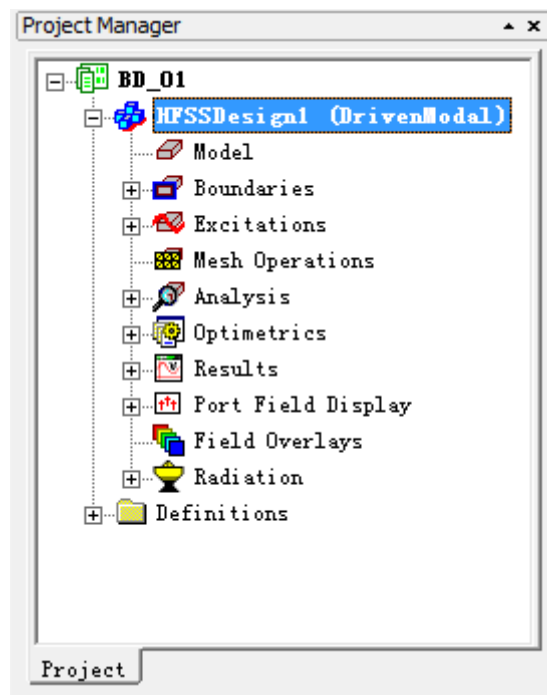 Project Manager
BD_01
HFSSDesign1 (DrivenModal)
Model
Boundaries
Excitations
Mesh Operations
Analysis
Optimetrics
Results
Port Field Display
Field Overlays
Radiation
Definitions
Project